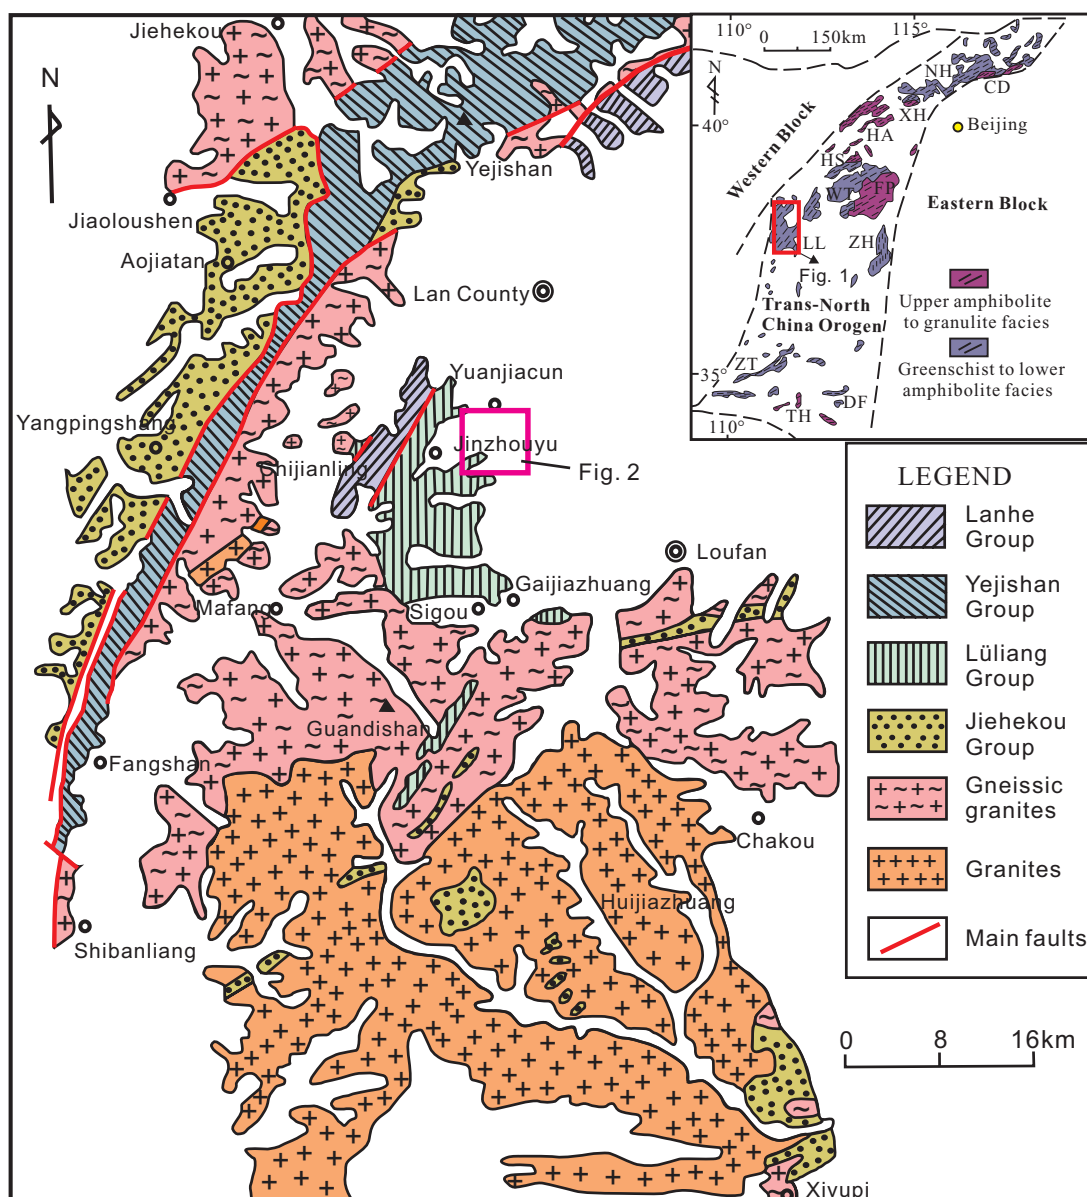 Jiehekou
N
Yejishan
Jiaoloushen
Aojiatan
Lan County
Yuanjiacun
Yangpingshang
Shijianling
Jinzhouyu
Fig. 2
Loufan
Mafang
Sigou
Gaijiazhuang
Guandishan
Fangshan
Chakou
Huijiazhuang
Shibanliang
Xiyupi
110°
115°
0 150km
N
NH
CD
XH
40°
HA
Beijing
Western Block
HS
WT
FP
Eastern Block
LL
ZH
Fig. 1
Trans-North
China Orogen
Upper amphibolite
to granulite facies
ZT
35°
Greenschist to lower
amphibolite facies
TH
DF
110°
LEGEND
Lanhe
Group
Yejishan
Group
Lüliang
Group
Jiehekou
Group
Gneissic
granites
Granites
Main faults
0 8 16km